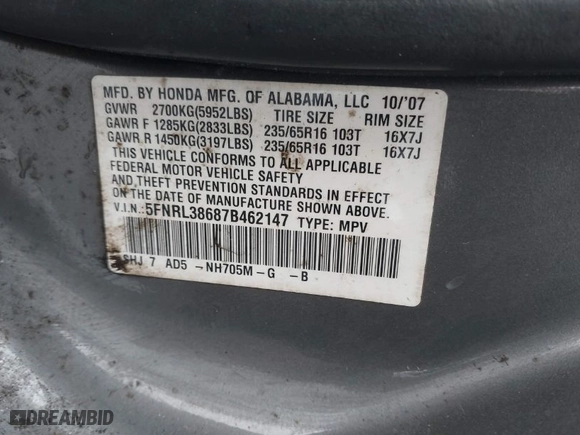 MFD. BY HONDA MFG. OF ALABAMA, LLC 10/'07
GVWR 2700KG(5952LBS) TIRE SIZE RIM SIZE
GAWR F 1285KG(2833LBS) 235/65R16 103T 16X7J
GAWR R 1450KG(3197LBS) 235/65R16 103T 16X7J
THIS VEHICLE CONFORMS TO ALL APPLICABLE
FEDERAL MOTOR VEHICLE SAFETY
AND THEFT PREVENTION STANDARDS IN EFFECT
ON THE DATE OF MANUFACTURE SHOWN ABOVE.
V.I.N.:5FNRL38687B462147 TYPE: MPV
SHJ 7 AD5 -NH705M-G -B
DREAMBID